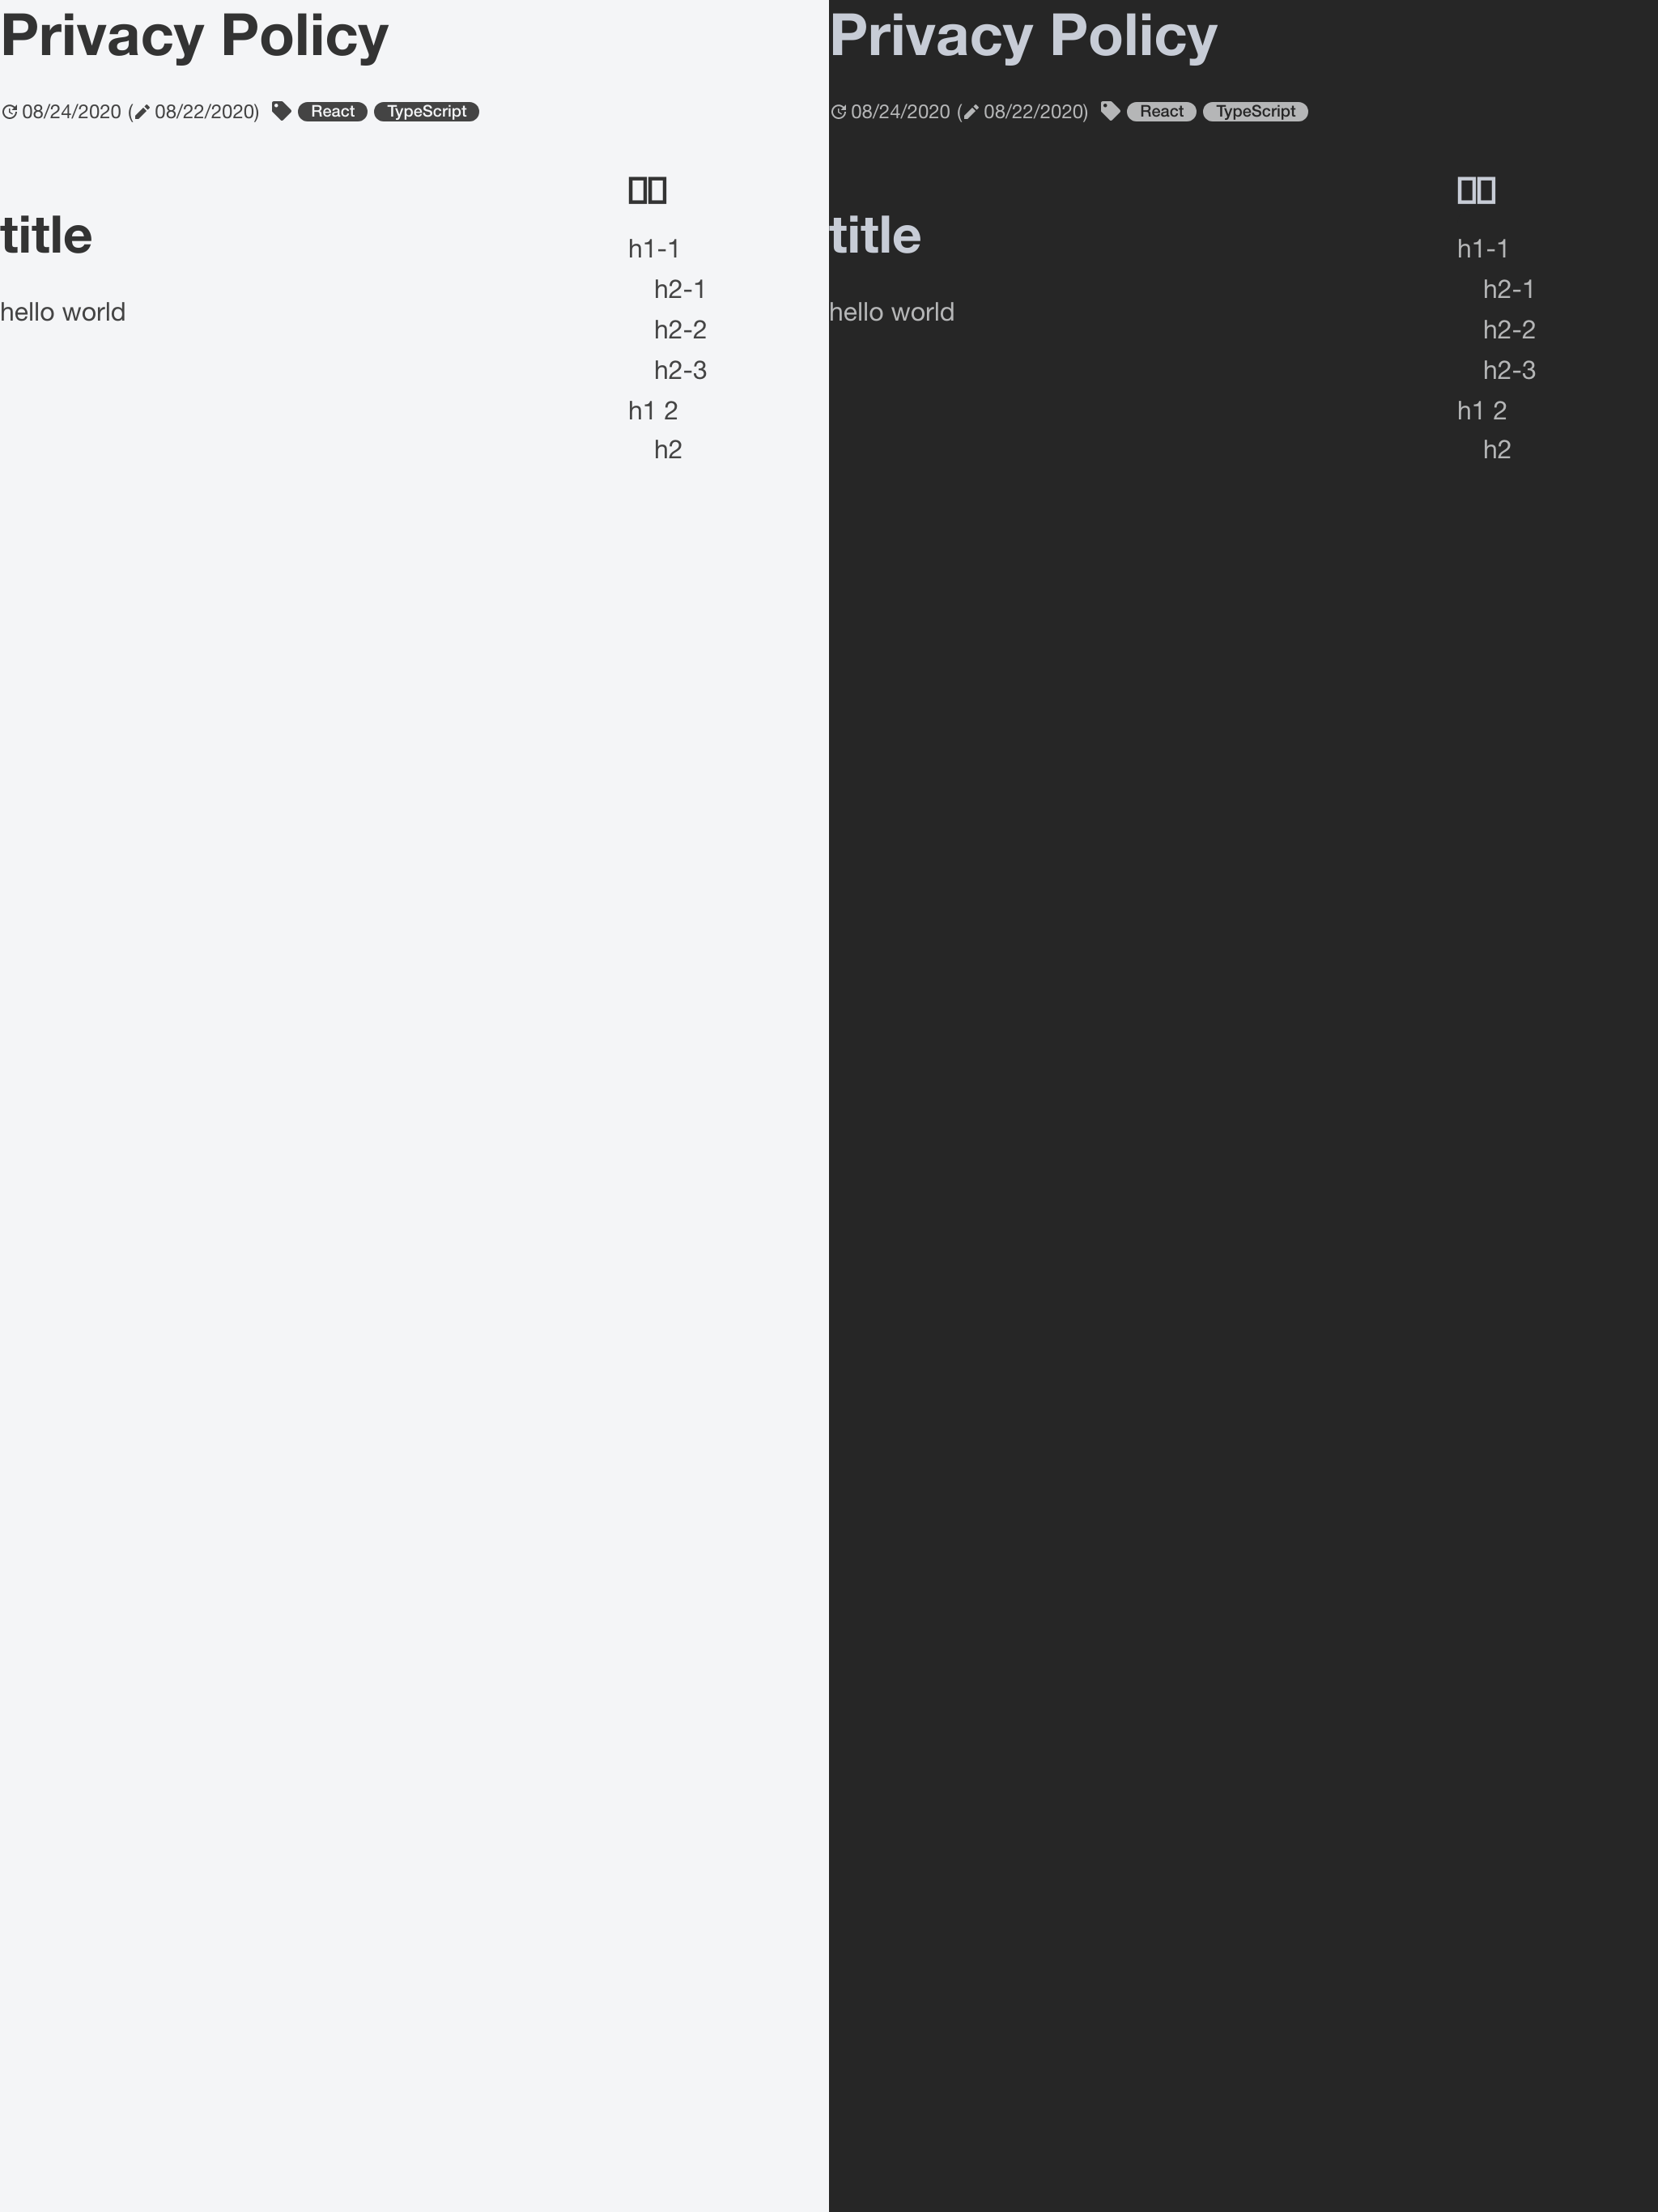 Privacy Policy
08/24/2020 (08/22/2020) React TypeScript
title
hello world
h1-1
h2-1
h2-2
h2-3
h1 2
h2
Privacy Policy
08/24/2020 (08/22/2020) React TypeScript
title
hello world
h1-1
h2-1
h2-2
h2-3
h1 2
h2